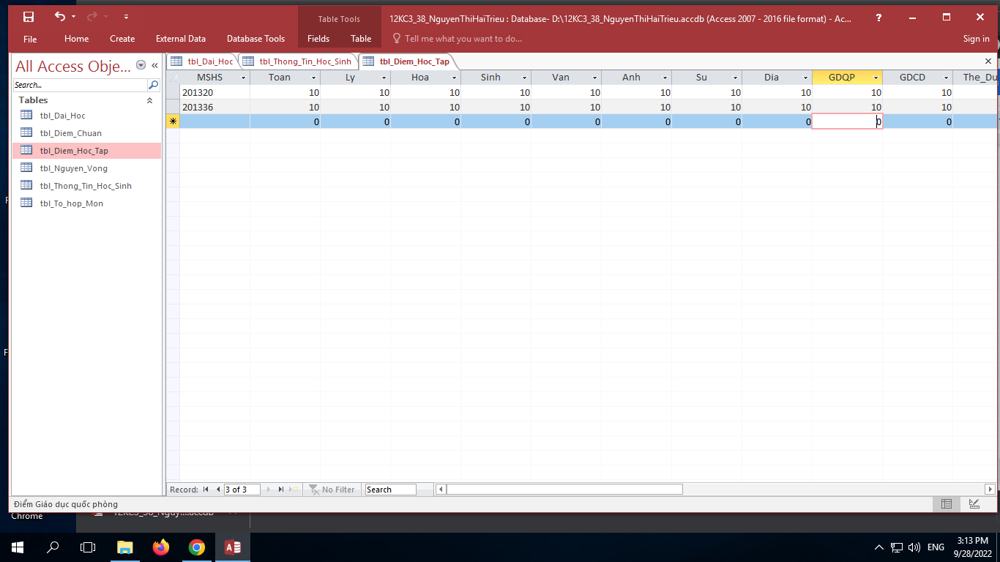 Table Tools
12KC3_38_NguyenThiHaiTrieu : Database- D:\12KC3_38_NguyenThiHaiTrieu.accdb (Access 2007 - 2016 file format) - Ac...
?
File Home Create External Data Database Tools Fields Table Tell me what you want to do... Sign in
All Access Obje... «
Search...
Tables
tbl_Dai_Hoc
tbl_Diem_Chuan
tbl_Diem_Hoc_Tap
tbl_Nguyen_Vong
tbl_Thong_Tin_Hoc_Sinh
tbl_To_hop_Mon
tbl_Dai_Hoc tbl_Thong_Tin_Hoc_Sinh tbl_Diem_Hoc_Tap
MSHS Toan Ly Hoa Sinh Van Anh Su Dia GDQP GDCD The_Du
201320 10 10 10 10 10 10 10 10 10 10
201336 10 10 10 10 10 10 10 10 10 10
0 0 0 0 0 0 0 0 0 0
Record: 3 of 3 No Filter Search
Điểm Giáo dục quốc phòng
Chrome
12KC3_38_Nguy....accdb
ENG
3:13 PM
9/28/2022